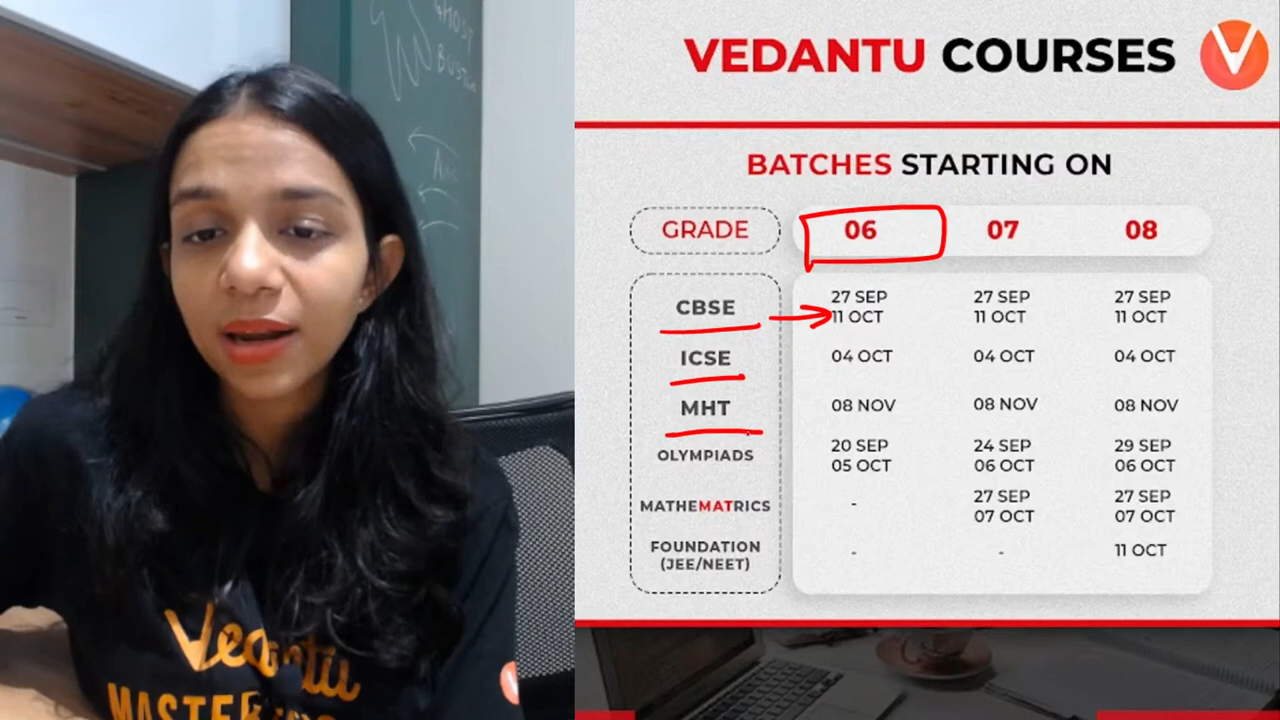 GHOST
BUST
VEDANTU COURSES
V
BATCHES STARTING ON
GRADE 06 07 08
CBSE 27 SEP 11 OCT 27 SEP 11 OCT 27 SEP 11 OCT
ICSE 04 OCT 04 OCT 04 OCT
MHT 08 NOV 08 NOV 08 NOV
OLYMPIADS 20 SEP 05 OCT 24 SEP 06 OCT 29 SEP 06 OCT
MATHEMATRICS - 27 SEP 07 OCT 27 SEP 07 OCT
FOUNDATION (JEE/NEET) - - 11 OCT
Vedantu